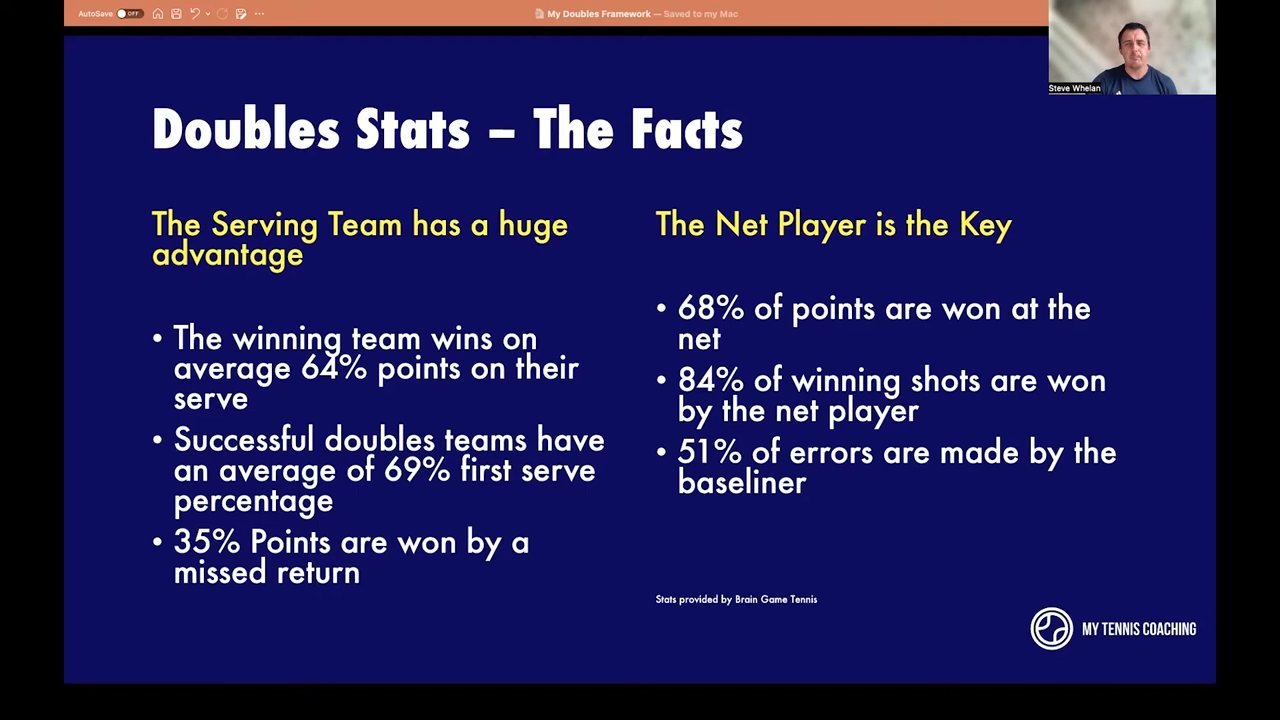 AutoSave OFF
My Doubles Framework — Saved to my Mac
Steve Whelan
Doubles Stats – The Facts
The Serving Team has a huge
advantage
• The winning team wins on
average 64% points on their
serve
• Successful doubles teams have
an average of 69% first serve
percentage
• 35% Points are won by a
missed return
The Net Player is the Key
• 68% of points are won at the
net
• 84% of winning shots are won
by the net player
• 51% of errors are made by the
baseliner
Stats provided by Brain Game Tennis
MY TENNIS COACHING